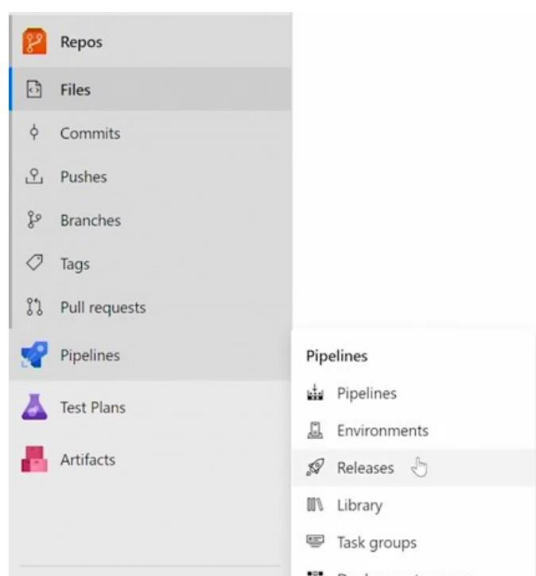 Repos
Files
Commits
Pushes
Branches
Tags
Pull requests
Pipelines
Test Plans
Artifacts
Pipelines
Pipelines
Environments
Releases
Library
Task groups